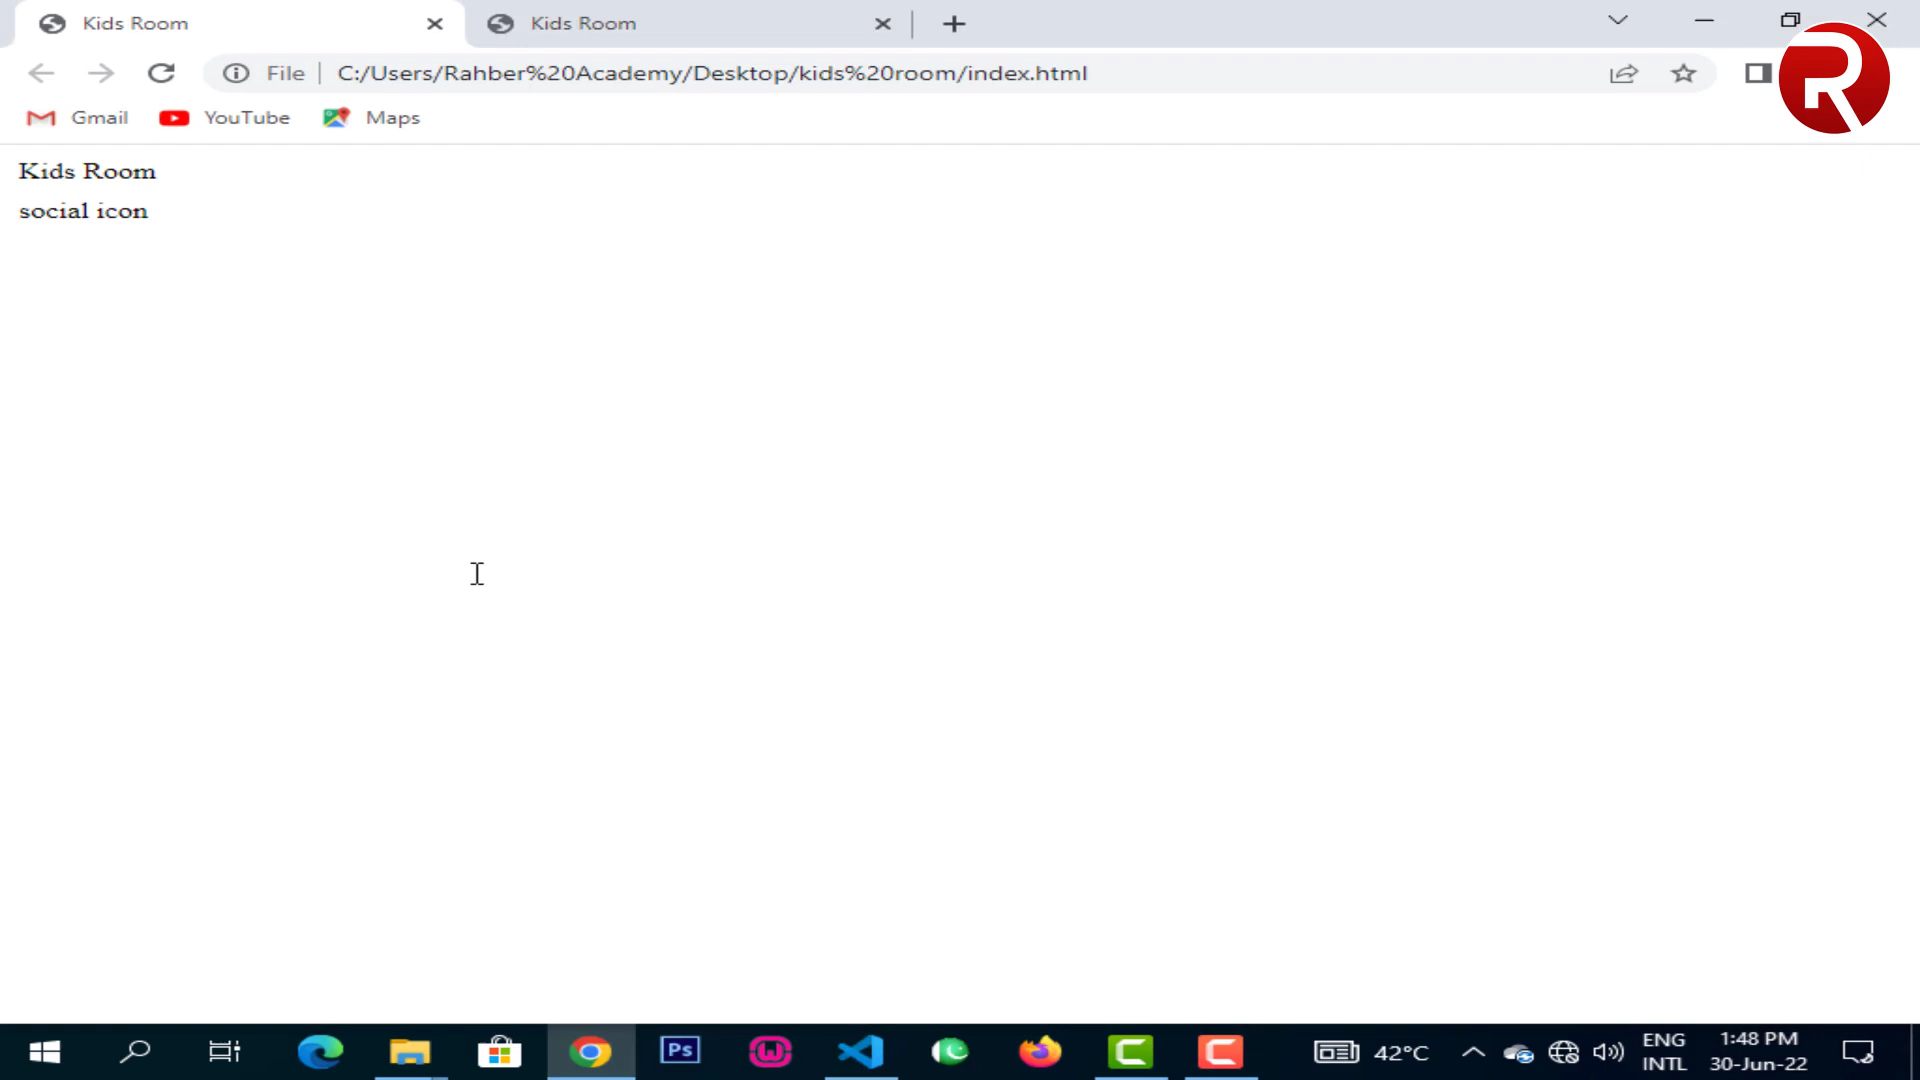 Kids Room
Kids Room
File
C:/Users/Rahber%20Academy/Desktop/kids%20room/index.html
Gmail
YouTube
Maps
R
Kids Room
social icon
Ps
42°C
ENG
INTL
1:48 PM
30-Jun-22